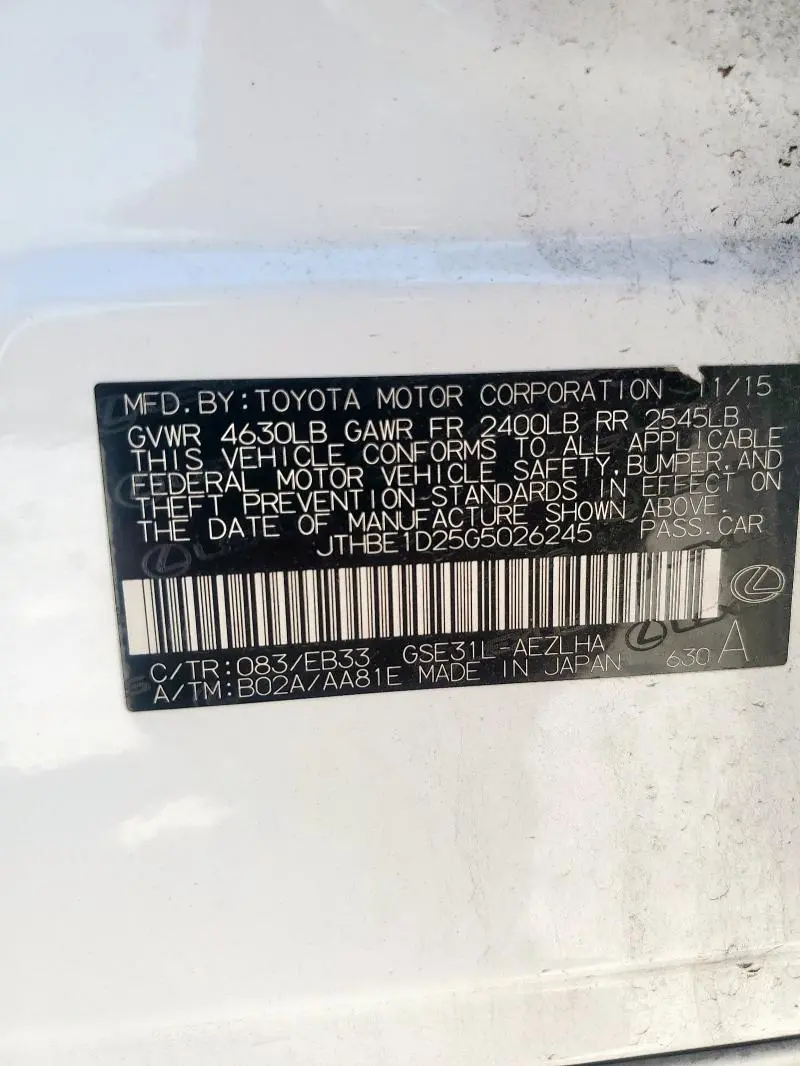 MFD. BY: TOYOTA MOTOR CORPORATION 11/15
GVWR 4630LB GAWR FR 2400LB RR 2545LB
THIS VEHICLE CONFORMS TO ALL APPLICABLE
FEDERAL MOTOR VEHICLE SAFETY, BUMPER, AND
THEFT PREVENTION STANDARDS IN EFFECT ON
THE DATE OF MANUFACTURE SHOWN ABOVE.
JTHBE1D25G5026245 PASS. CAR
C/TR: 083/EB33 GSE31L-AEZLHA
A/TM: B02A/AA81E MADE IN JAPAN 630 A